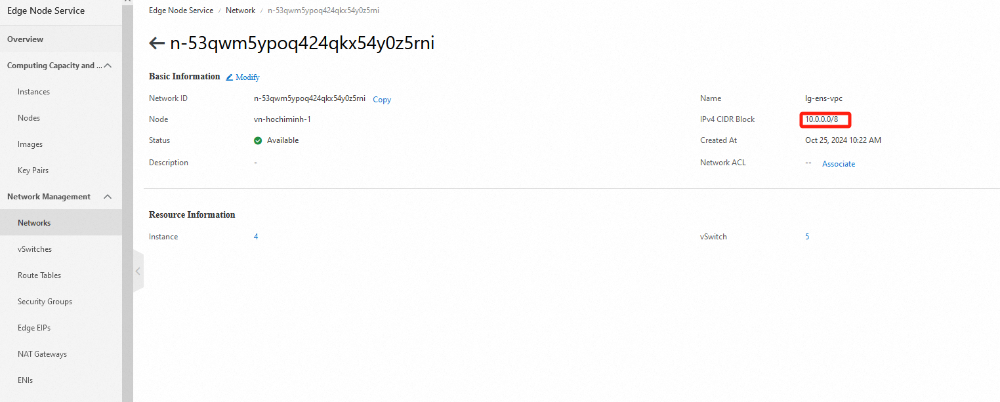 Edge Node Service
Overview
Computing Capacity and ...
Instances
Nodes
Images
Key Pairs
Network Management
Networks
vSwitches
Route Tables
Security Groups
Edge EIPs
NAT Gateways
ENIs
Edge Node Service / Network / n-53qwm5ypoq424qkx54y0z5rni
n-53qwm5ypoq424qkx54y0z5rni
Basic Information Modify
Network ID n-53qwm5ypoq424qkx54y0z5rni Copy Name lg-ens-vpc
Node vn-hochiminh-1 IPv4 CIDR Block 10.0.0.0/8
Status Available Created At Oct 25, 2024 10:22 AM
Description - Network ACL -- Associate
Resource Information
Instance 4 vSwitch 5